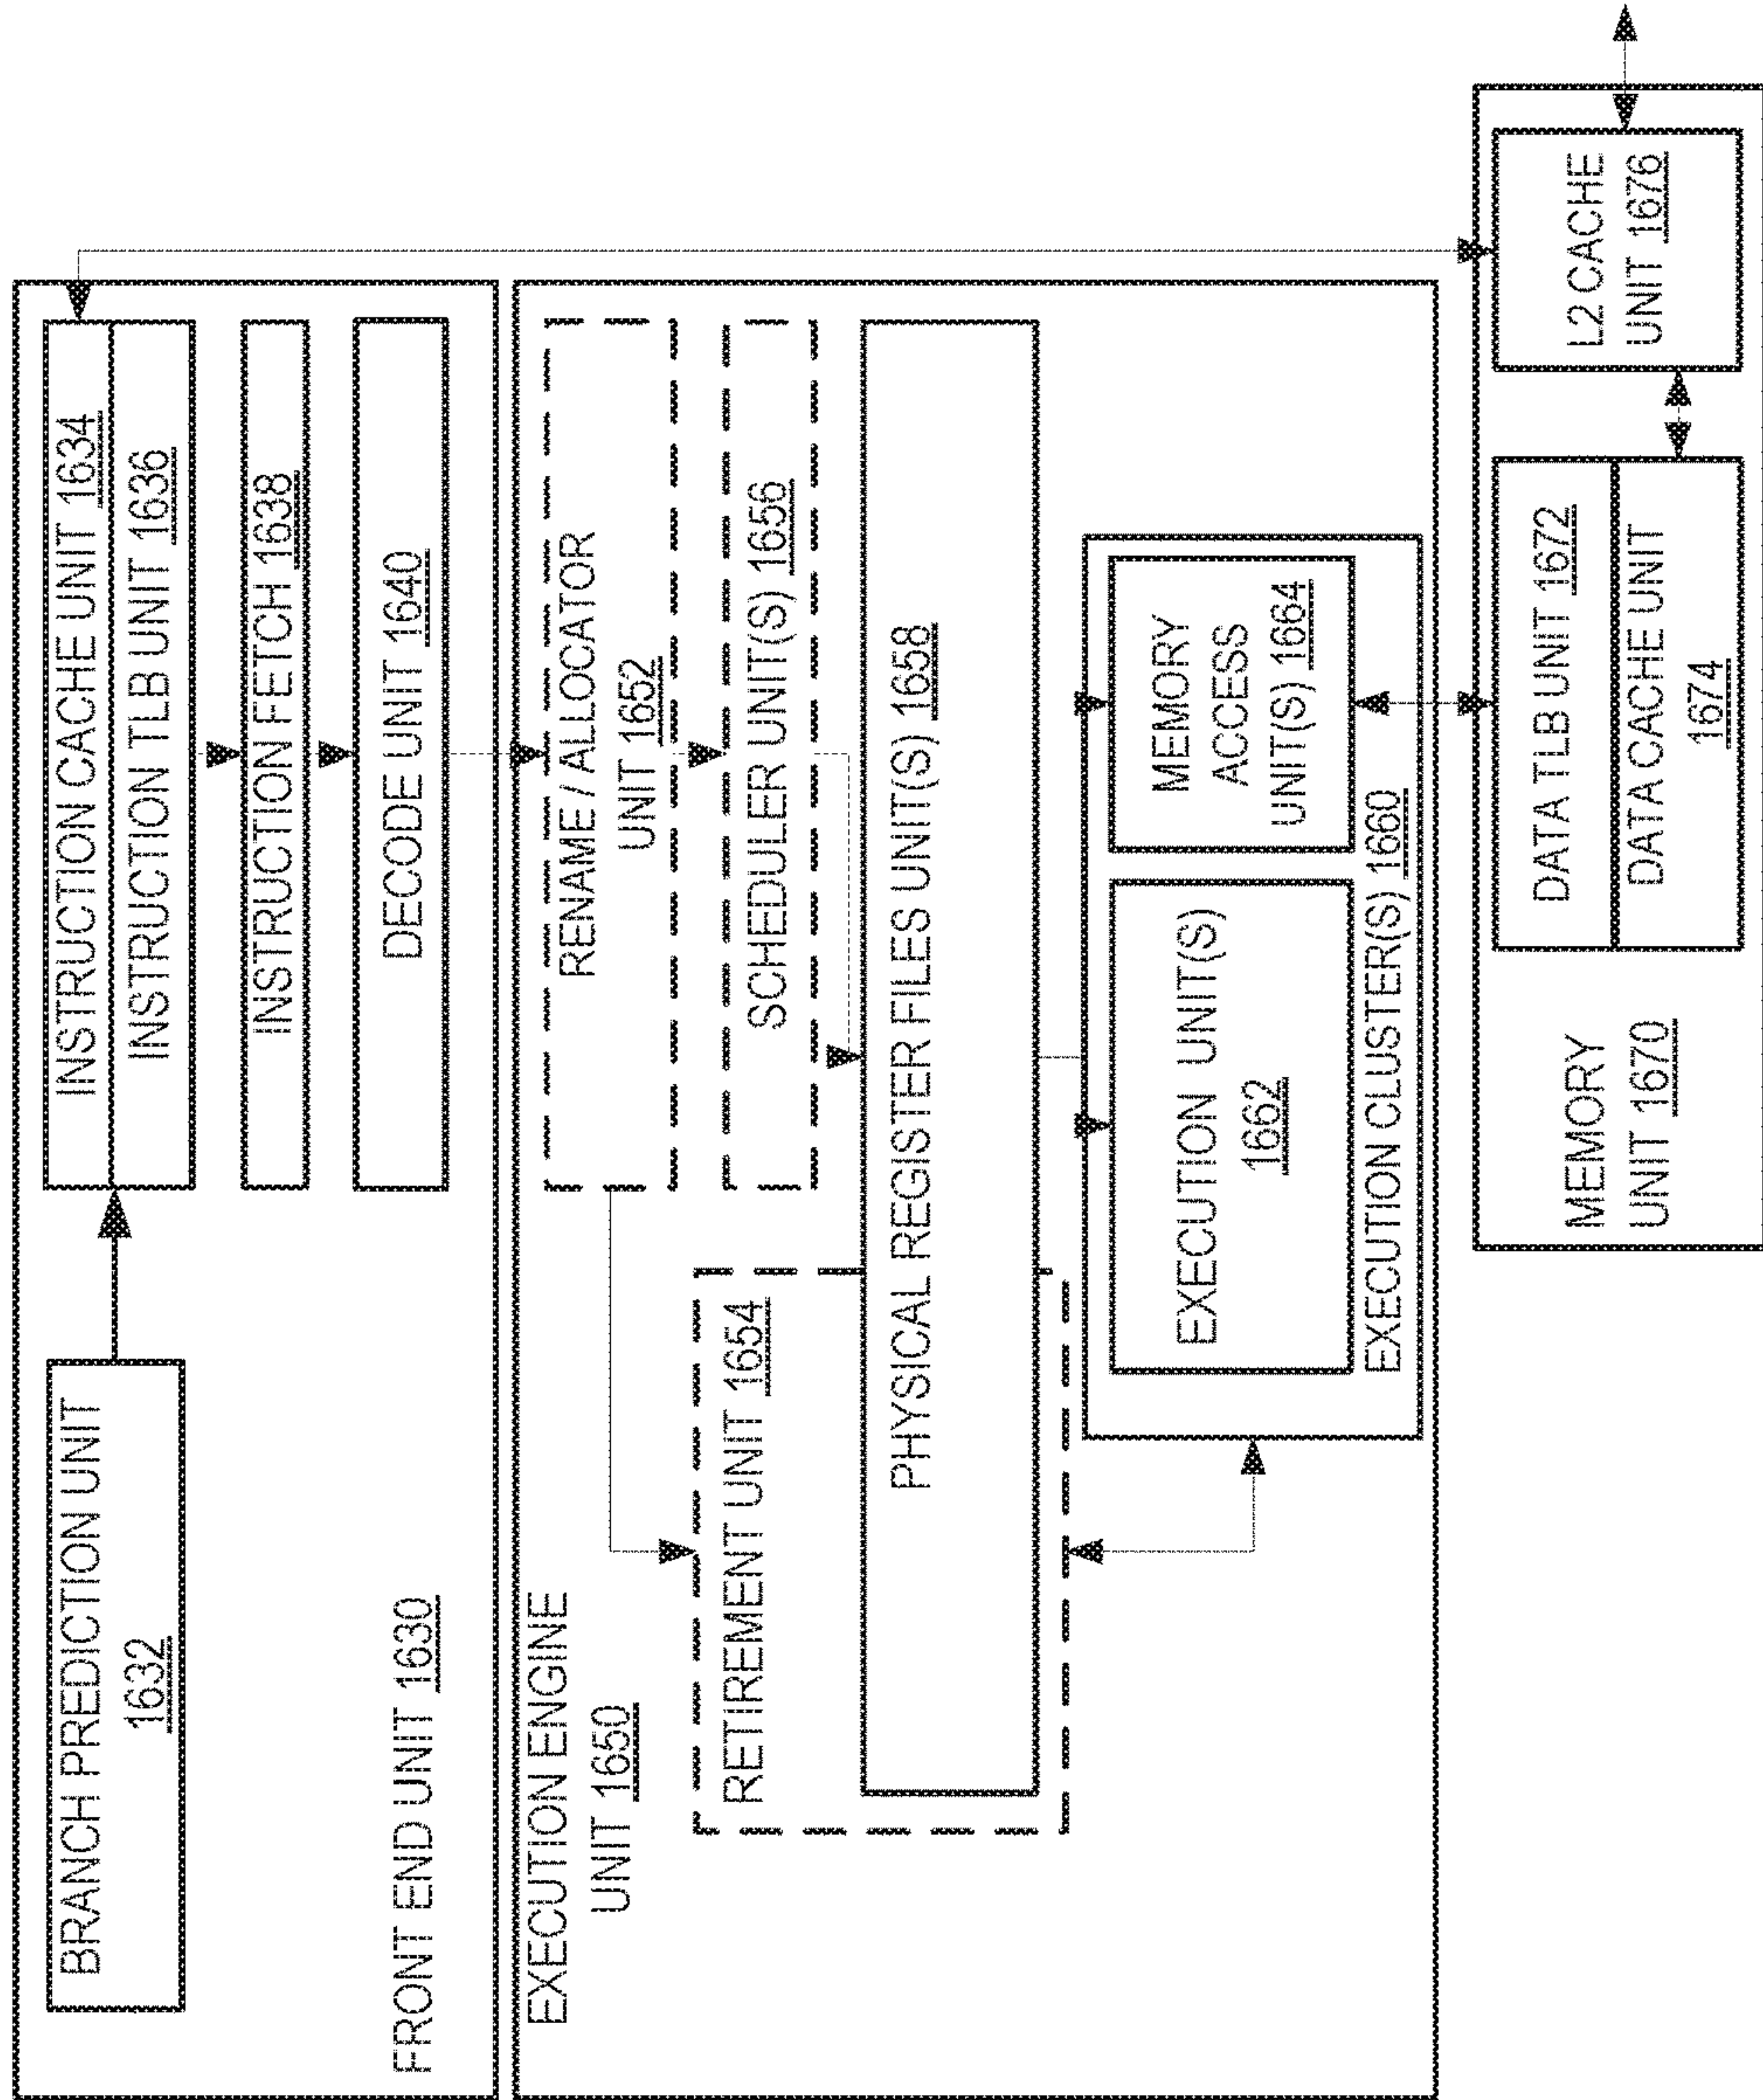 BRANCH PREDICTION UNIT
1632
INSTRUCTION CACHE UNIT 1634
INSTRUCTION TLB UNIT 1636
INSTRUCTION FETCH 1638
DECODE UNIT 1640
FRONT END UNIT 1630
EXECUTION ENGINE
UNIT 1650
RENAME / ALLOCATOR
UNIT 1652
SCHEDULER UNIT(S) 1656
RETIREMENT UNIT 1654
PHYSICAL REGISTER FILES UNIT(S) 1658
EXECUTION UNIT(S)
1662
MEMORY
ACCESS
UNIT(S) 1664
EXECUTION CLUSTER(S) 1660
MEMORY
UNIT 1670
DATA TLB UNIT 1672
DATA CACHE UNIT
1674
L2 CACHE
UNIT 1676